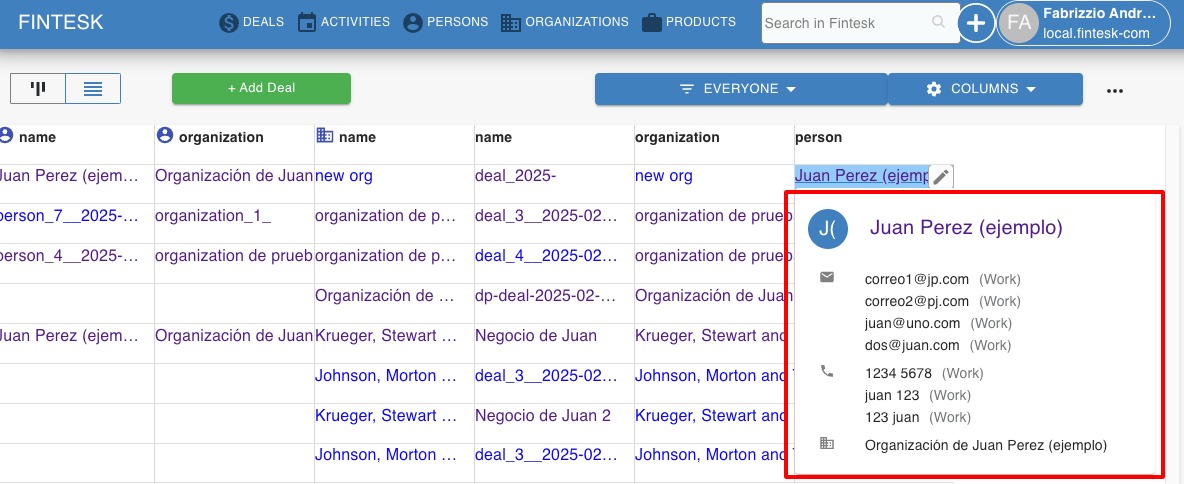 FINTESK DEALS ACTIVITIES PERSONS ORGANIZATIONS PRODUCTS Search in Fintesk FA Fabrizzio Andr...
local.fintesk-com
+ Add Deal EVERYONE COLUMNS
name organization name name organization person
Juan Perez (ejem... Organización de Juan new org deal_2025- new org Juan Perez (ejemp
person_7__2025-... organization_1_ organization de p... deal_3__2025-02... organization de prueb
person_4__2025-... organization de prueb organization de p... deal_4__2025-02... organization de prueb
Organización de ... dp-deal-2025-02-... Organización de Juan
Juan Perez (ejem... Organización de Juan Krueger, Stewart ... Negocio de Juan Krueger, Stewart and
Johnson, Morton ... deal_3__2025-02... Johnson, Morton and
Krueger, Stewart ... Negocio de Juan 2 Krueger, Stewart and
Johnson, Morton ... deal_3__2025-02... Johnson, Morton and
J( Juan Perez (ejemplo)
correo1@jp.com (Work)
correo2@pj.com (Work)
juan@uno.com (Work)
dos@juan.com (Work)
1234 5678 (Work)
juan 123 (Work)
123 juan (Work)
Organización de Juan Perez (ejemplo)